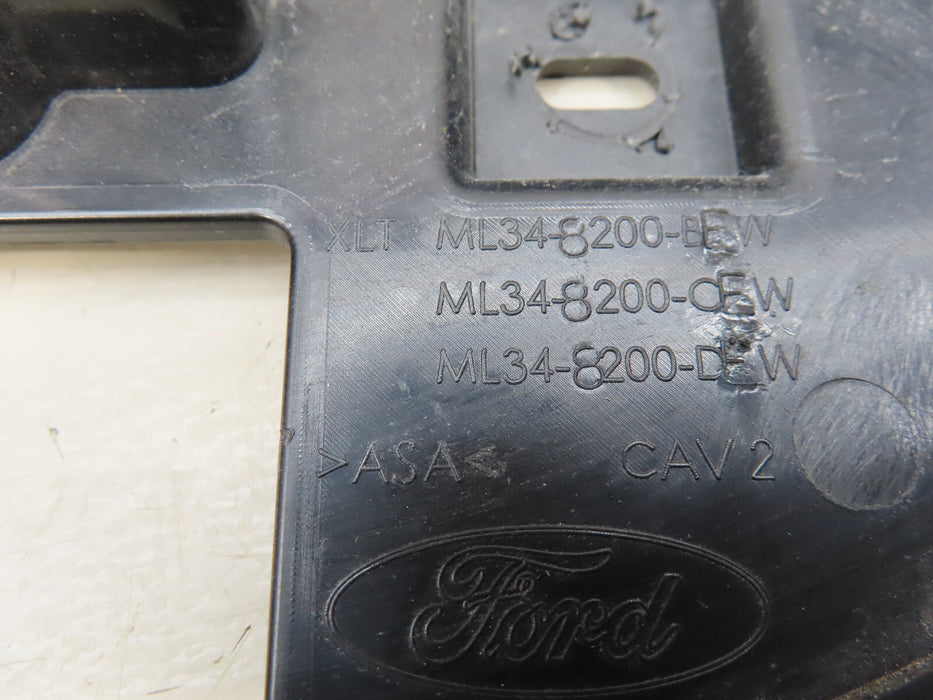 XLT ML34-8200-BEW
ML34-8200-CEW
ML34-8200-DEW
>ASA< CAV 2
Ford